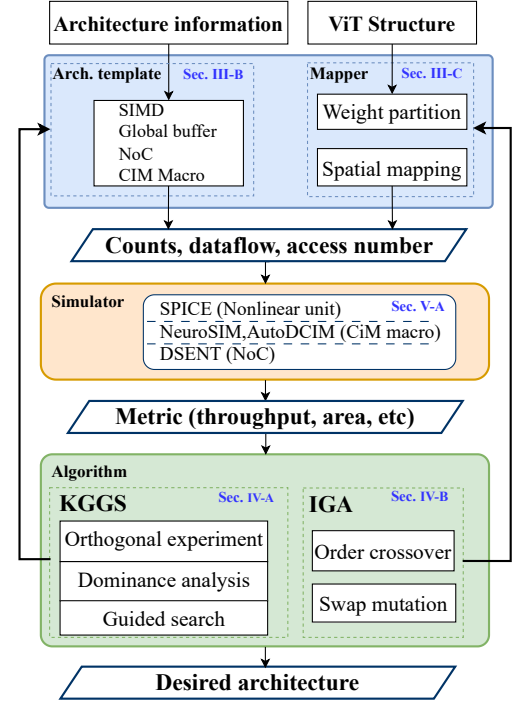 Architecture information
ViT Structure
Arch. template
Sec. III-B
SIMD
Global buffer
NoC
CIM Macro
Mapper
Sec. III-C
Weight partition
Spatial mapping
Counts, dataflow, access number
Simulator
Sec. V-A
SPICE (Nonlinear unit)
NeuroSIM,AutoDCIM (CiM macro)
DSENT (NoC)
Metric (throughput, area, etc)
Algorithm
KGGS
Sec. IV-A
Orthogonal experiment
Dominance analysis
Guided search
IGA
Sec. IV-B
Order crossover
Swap mutation
Desired architecture